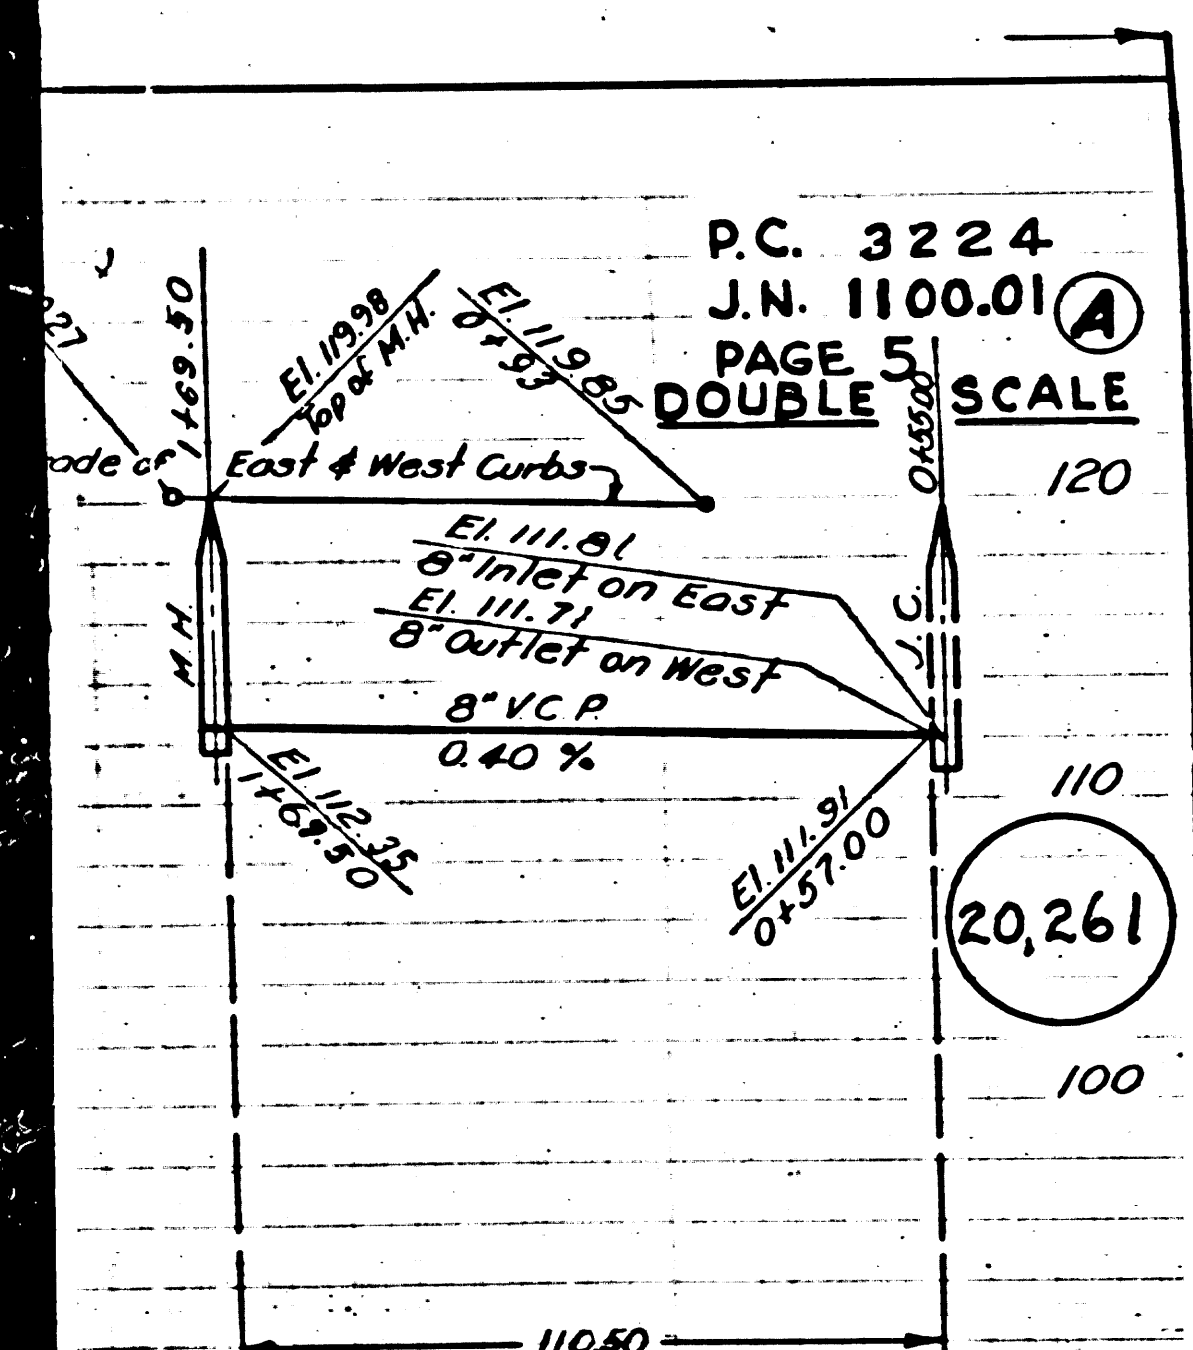 P.C. 3224
J.N. 1100.01 A
PAGE 5
DOUBLE SCALE
1+69.50
El. 119.98
Top of M.H.
El. 119.85
0+93
0+55.00
ade of
East & West Curbs
120
El. 111.81
8" Inlet on East
El. 111.71
8" Outlet on West
M.H.
J.C.
8" V.C.P.
0.40 %
El. 112.35
1+69.50
El. 111.91
0+57.00
110
20,261
100
110.50